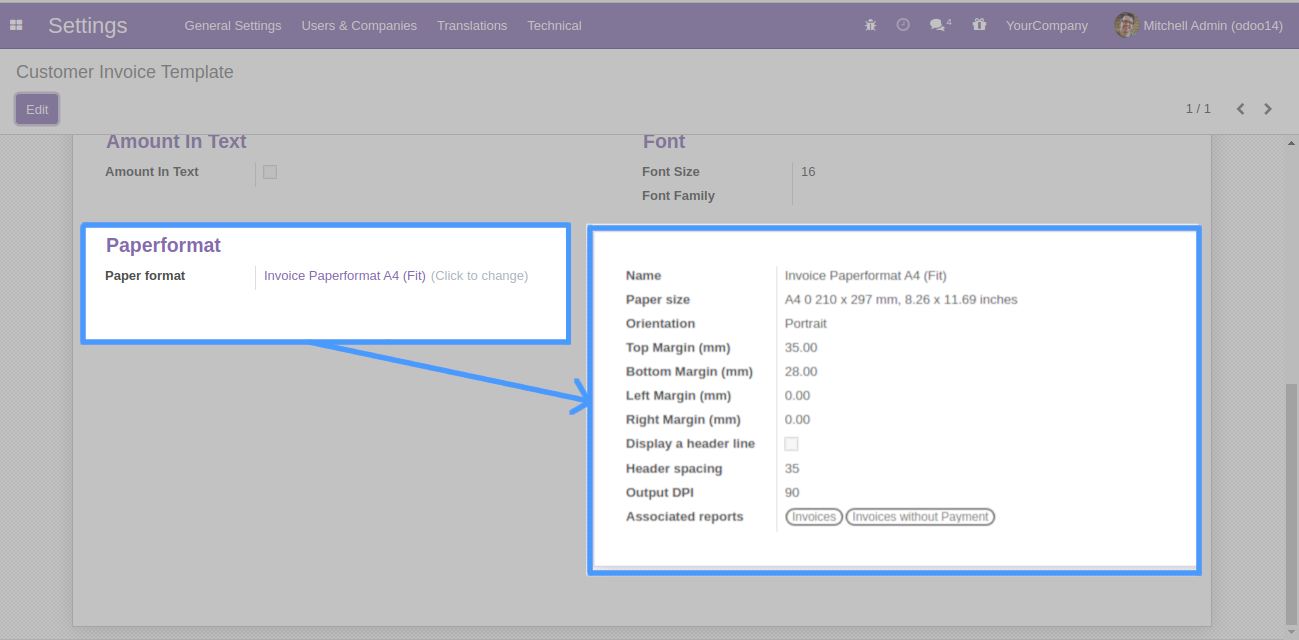 Settings General Settings Users & Companies Translations Technical 4 YourCompany Mitchell Admin (odoo14)
Customer Invoice Template
Edit 1 / 1
Amount In Text
Amount In Text
Font
Font Size 16
Font Family
Paperformat
Paper format Invoice Paperformat A4 (Fit) (Click to change)
Name Invoice Paperformat A4 (Fit)
Paper size A4 0 210 x 297 mm, 8.26 x 11.69 inches
Orientation Portrait
Top Margin (mm) 35.00
Bottom Margin (mm) 28.00
Left Margin (mm) 0.00
Right Margin (mm) 0.00
Display a header line
Header spacing 35
Output DPI 90
Associated reports Invoices Invoices without Payment